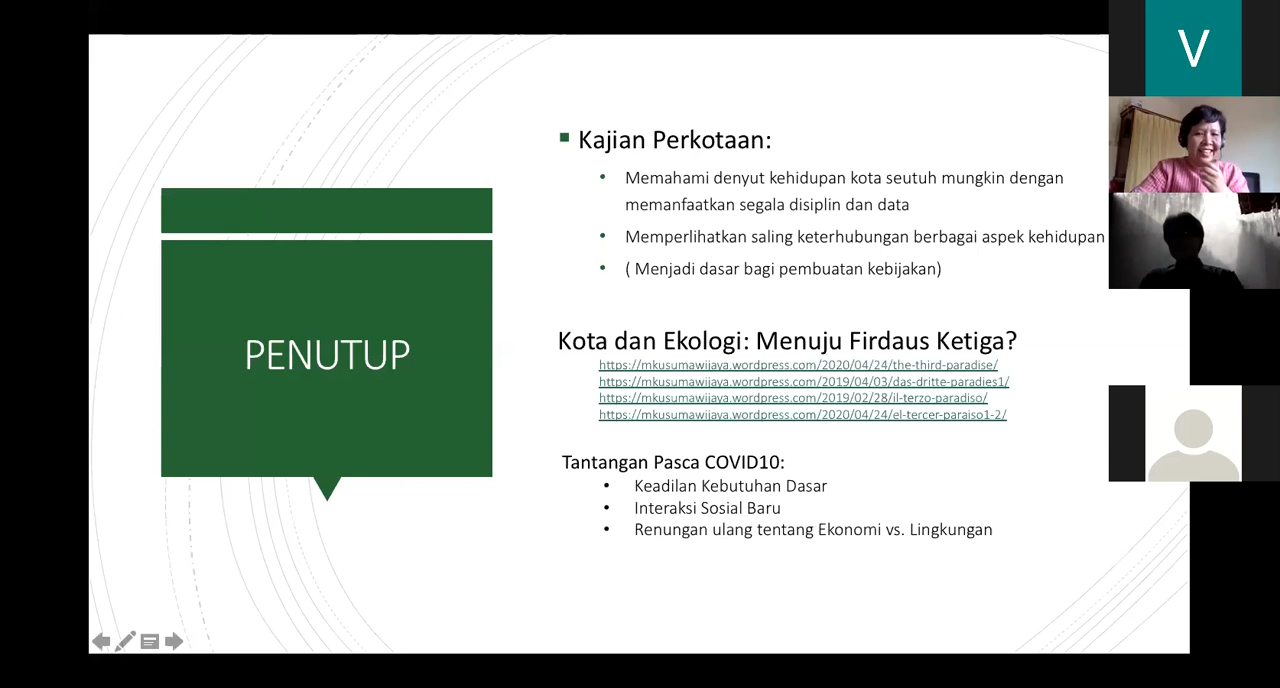 V
PENUTUP
Kajian Perkotaan:
Memahami denyut kehidupan kota seutuh mungkin dengan
memanfaatkan segala disiplin dan data
Memperlihatkan saling keterhubungan berbagai aspek kehidupan
( Menjadi dasar bagi pembuatan kebijakan)
Kota dan Ekologi: Menuju Firdaus Ketiga?
https://mkusumawijaya.wordpress.com/2020/04/24/the-third-paradise/
https://mkusumawijaya.wordpress.com/2019/04/03/das-dritte-paradies1/
https://mkusumawijaya.wordpress.com/2019/02/28/il-terzo-paradiso/
https://mkusumawijaya.wordpress.com/2020/04/24/el-tercer-paraiso1-2/
Tantangan Pasca COVID10:
Keadilan Kebutuhan Dasar
Interaksi Sosial Baru
Renungan ulang tentang Ekonomi vs. Lingkungan